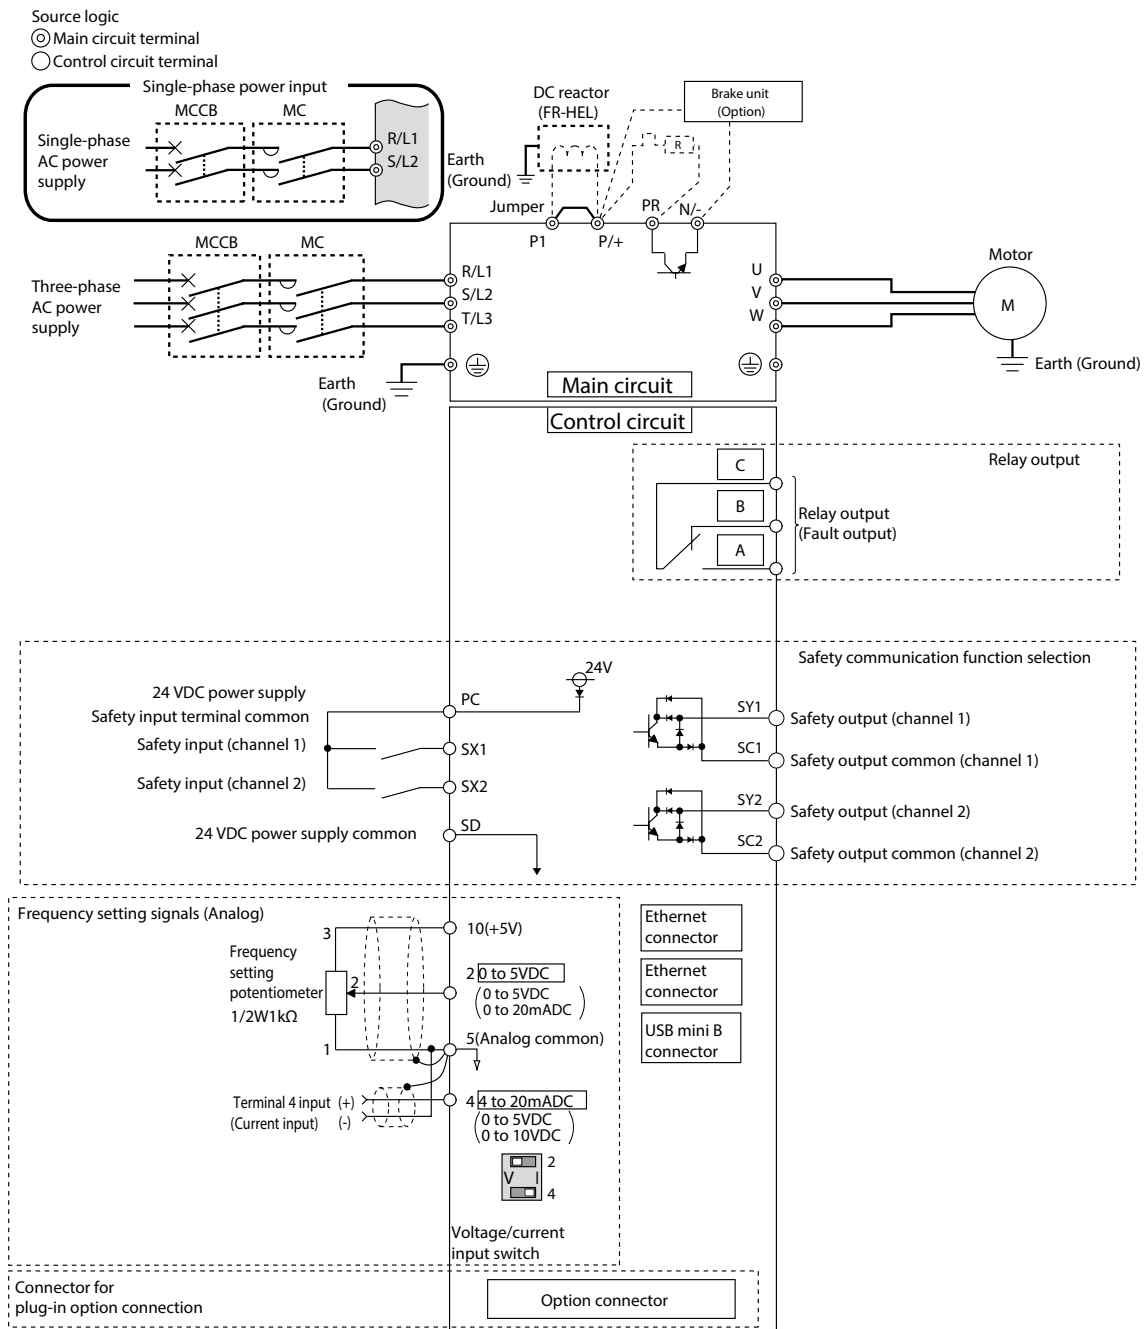 Source logic
Main circuit terminal
Control circuit terminal
Single-phase power input
MCCB
MC
Single-phase
AC power
supply
R/L1
S/L2
Earth
(Ground)
DC reactor
(FR-HEL)
Brake unit
(Option)
R
Jumper
P1
P/+
PR
N/-
MCCB
MC
Three-phase
AC power
supply
R/L1
S/L2
T/L3
Earth
(Ground)
U
V
W
Motor
M
Earth (Ground)
Main circuit
Control circuit
Relay output
C
B
A
Relay output
(Fault output)
Safety communication function selection
24 VDC power supply
Safety input terminal common
Safety input (channel 1)
Safety input (channel 2)
24 VDC power supply common
PC
SX1
SX2
SD
24V
SY1
Safety output (channel 1)
SC1
Safety output common (channel 1)
SY2
Safety output (channel 2)
SC2
Safety output common (channel 2)
Frequency setting signals (Analog)
Frequency
setting
potentiometer
1/2W1kΩ
3
2
1
10(+5V)
2 0 to 5VDC
(0 to 5VDC
0 to 20mADC)
5(Analog common)
Terminal 4 input (+)
(Current input) (-)
4 4 to 20mADC
(0 to 5VDC
0 to 10VDC)
2
V I
4
Voltage/current
input switch
Ethernet
connector
Ethernet
connector
USB mini B
connector
Connector for
plug-in option connection
Option connector